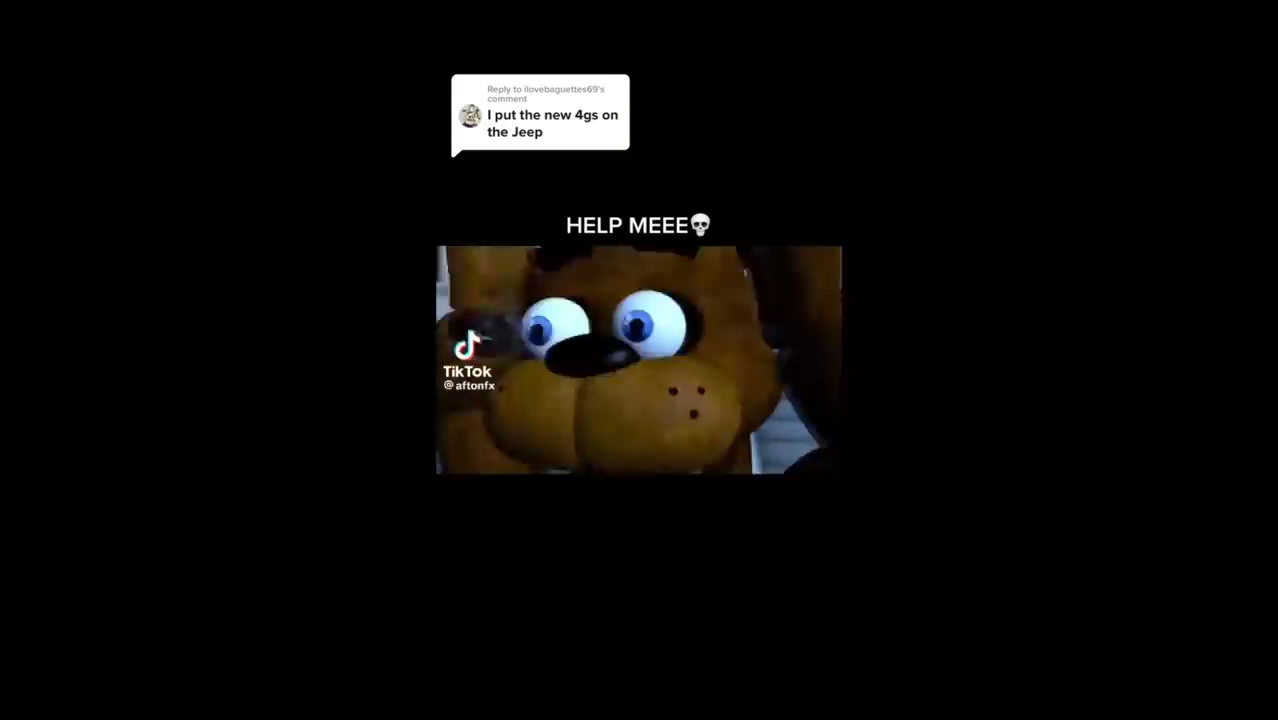 Reply to ilovebaguettes69's
comment
I put the new 4gs on
the Jeep
HELP MEEE💀
TikTok
@aftonfx